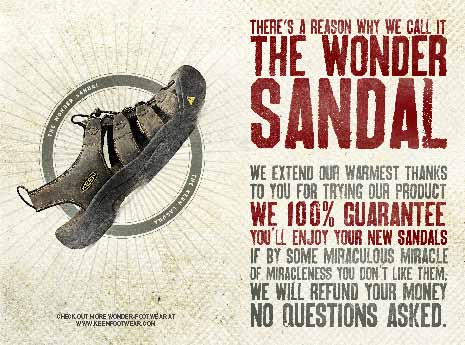 THERE'S A REASON WHY WE CALL IT
THE WONDER
SANDAL
WE EXTEND OUR WARMEST THANKS
TO YOU FOR TRYING OUR PRODUCT
WE 100% GUARANTEE
YOU'LL ENJOY YOUR NEW SANDALS
IF BY SOME MIRACULOUS MIRACLE
OF MIRACLENESS YOU DON'T LIKE THEM,
WE WILL REFUND YOUR MONEY
NO QUESTIONS ASKED.
THE WONDER SANDAL
KEEN
CHECK OUT MORE WONDER-FOOTWEAR AT
WWW.KEENFOOTWEAR.COM